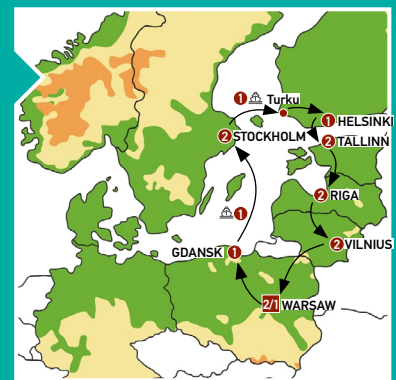 1 Turku
1 HELSINKI
2 STOCKHOLM
2 TALLINN
2 RIGA
1
2 VILNIUS
GDANSK 1
2/1 WARSAW